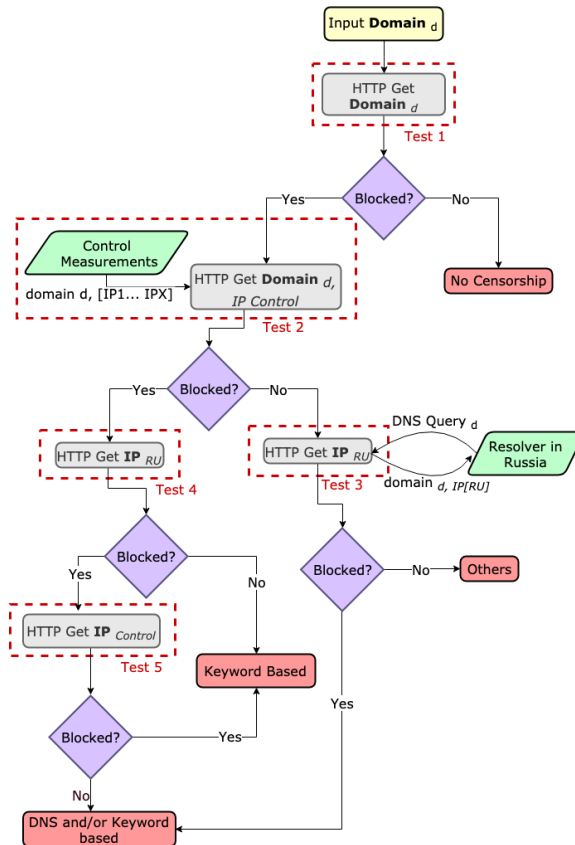 Input Domain d
HTTP Get
Domain d
Test 1
Blocked?
Yes
No
No Censorship
Control
Measurements
domain d, [IP1... IPX]
HTTP Get Domain d,
IP Control
Test 2
Blocked?
Yes
No
HTTP Get IP RU
Test 4
HTTP Get IP RU
Test 3
DNS Query d
Resolver in
Russia
domain d, IP[RU]
Blocked?
Yes
No
Blocked?
No
Others
Yes
HTTP Get IP Control
Test 5
Keyword Based
Blocked?
Yes
No
DNS and/or Keyword
based